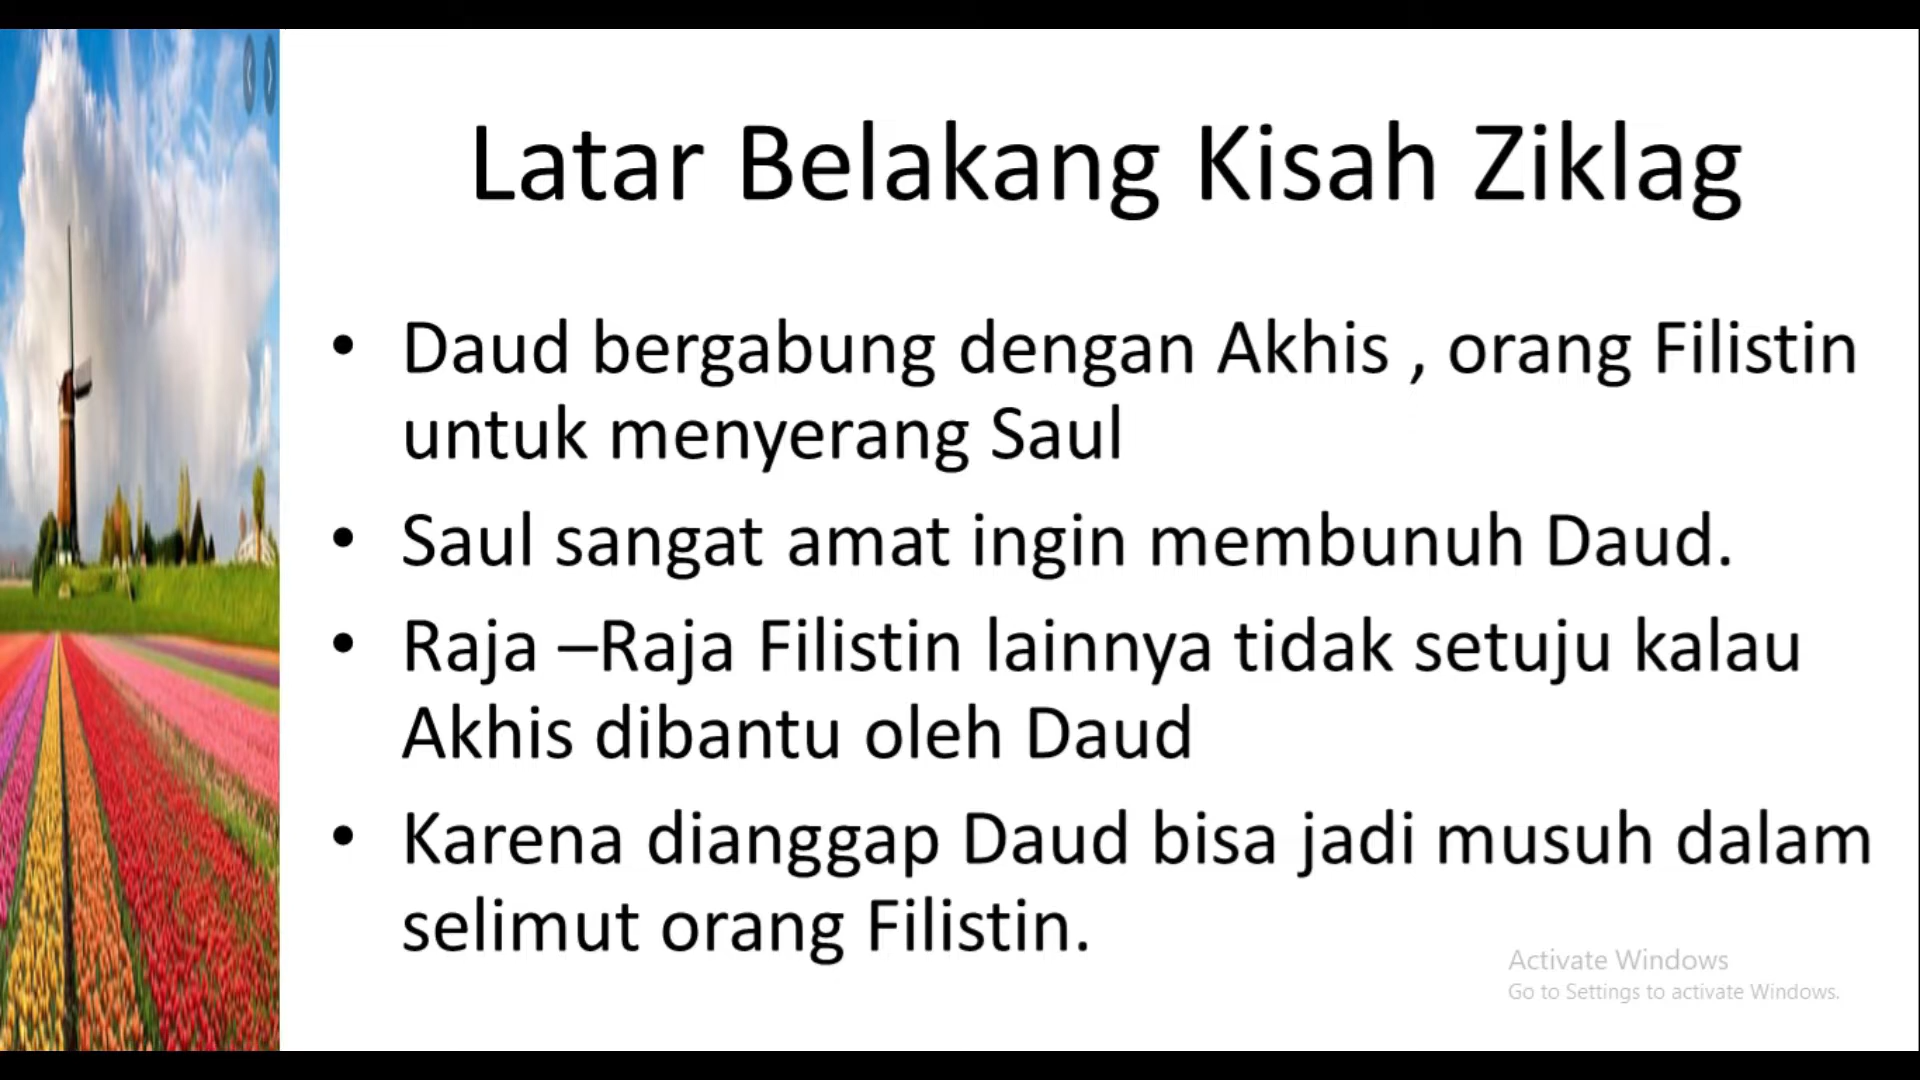 Latar Belakang Kisah Ziklag
• Daud bergabung dengan Akhis , orang Filistin
untuk menyerang Saul
• Saul sangat amat ingin membunuh Daud.
• Raja –Raja Filistin lainnya tidak setuju kalau
Akhis dibantu oleh Daud
• Karena dianggap Daud bisa jadi musuh dalam
selimut orang Filistin.
Activate Windows
Go to Settings to activate Windows.